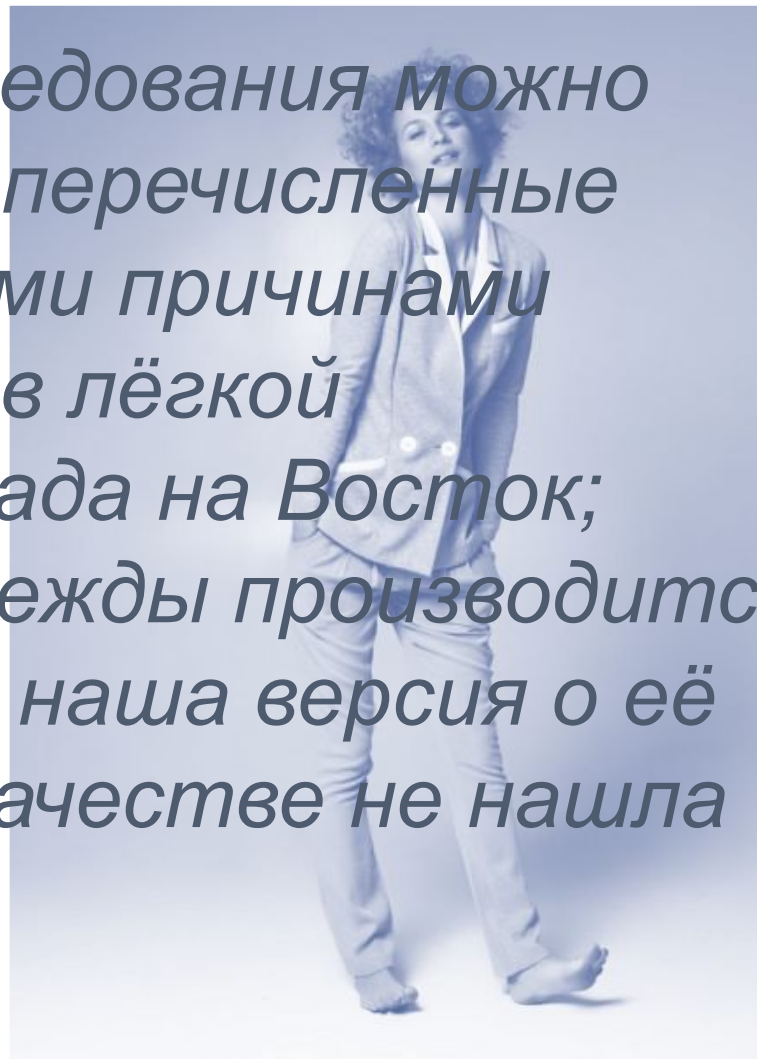 едования можно
перечисленные
ми причинами
в лёгкой
ада на Восток;
ежды производитс
наша версия о её
ачестве не нашла